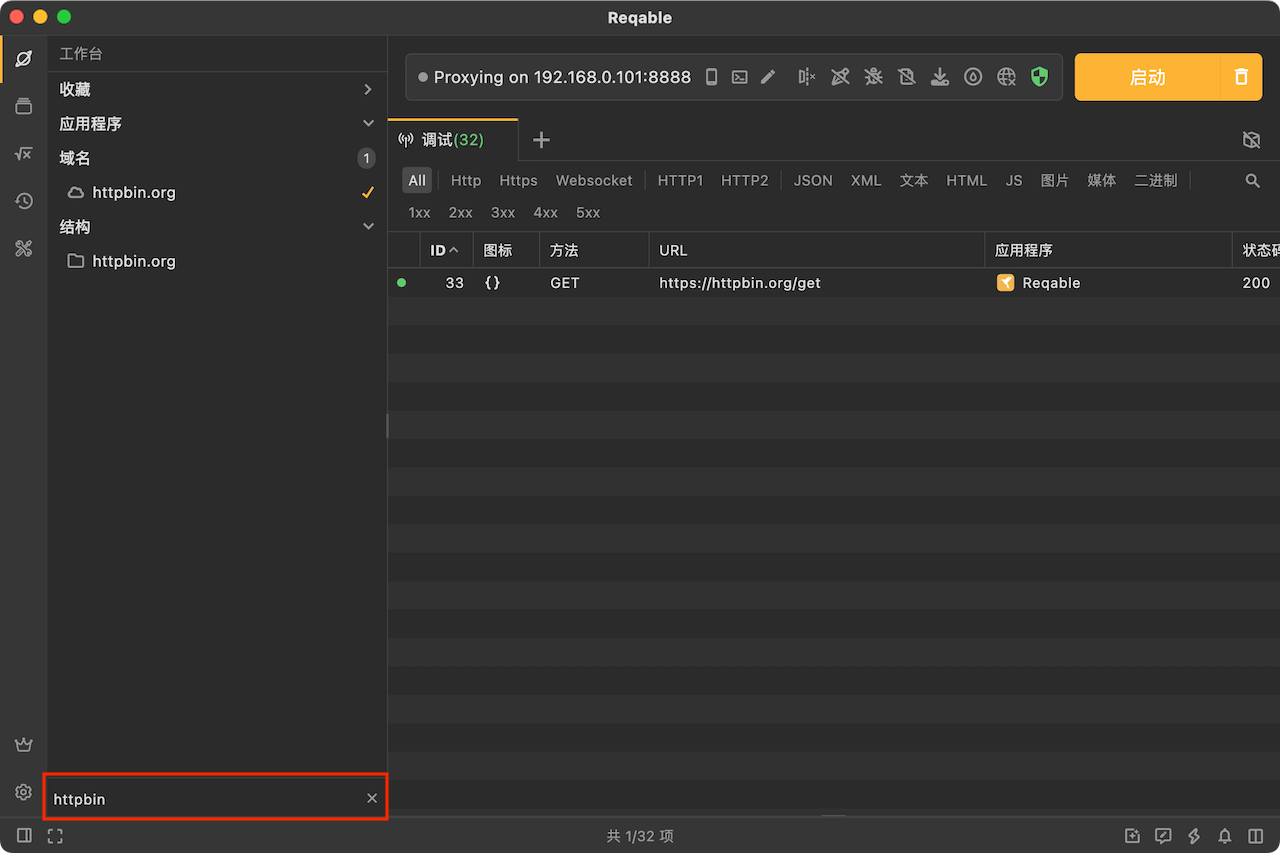 Reqable
工作台
收藏
应用程序
域名 1
httpbin.org
结构
httpbin.org
httpbin
Proxying on 192.168.0.101:8888
启动
调试(32)
All Http Https Websocket HTTP1 HTTP2 JSON XML 文本 HTML JS 图片 媒体 二进制
1xx 2xx 3xx 4xx 5xx
ID 图标 方法 URL 应用程序 状态码
33 {} GET https://httpbin.org/get Reqable 200
共 1/32 项